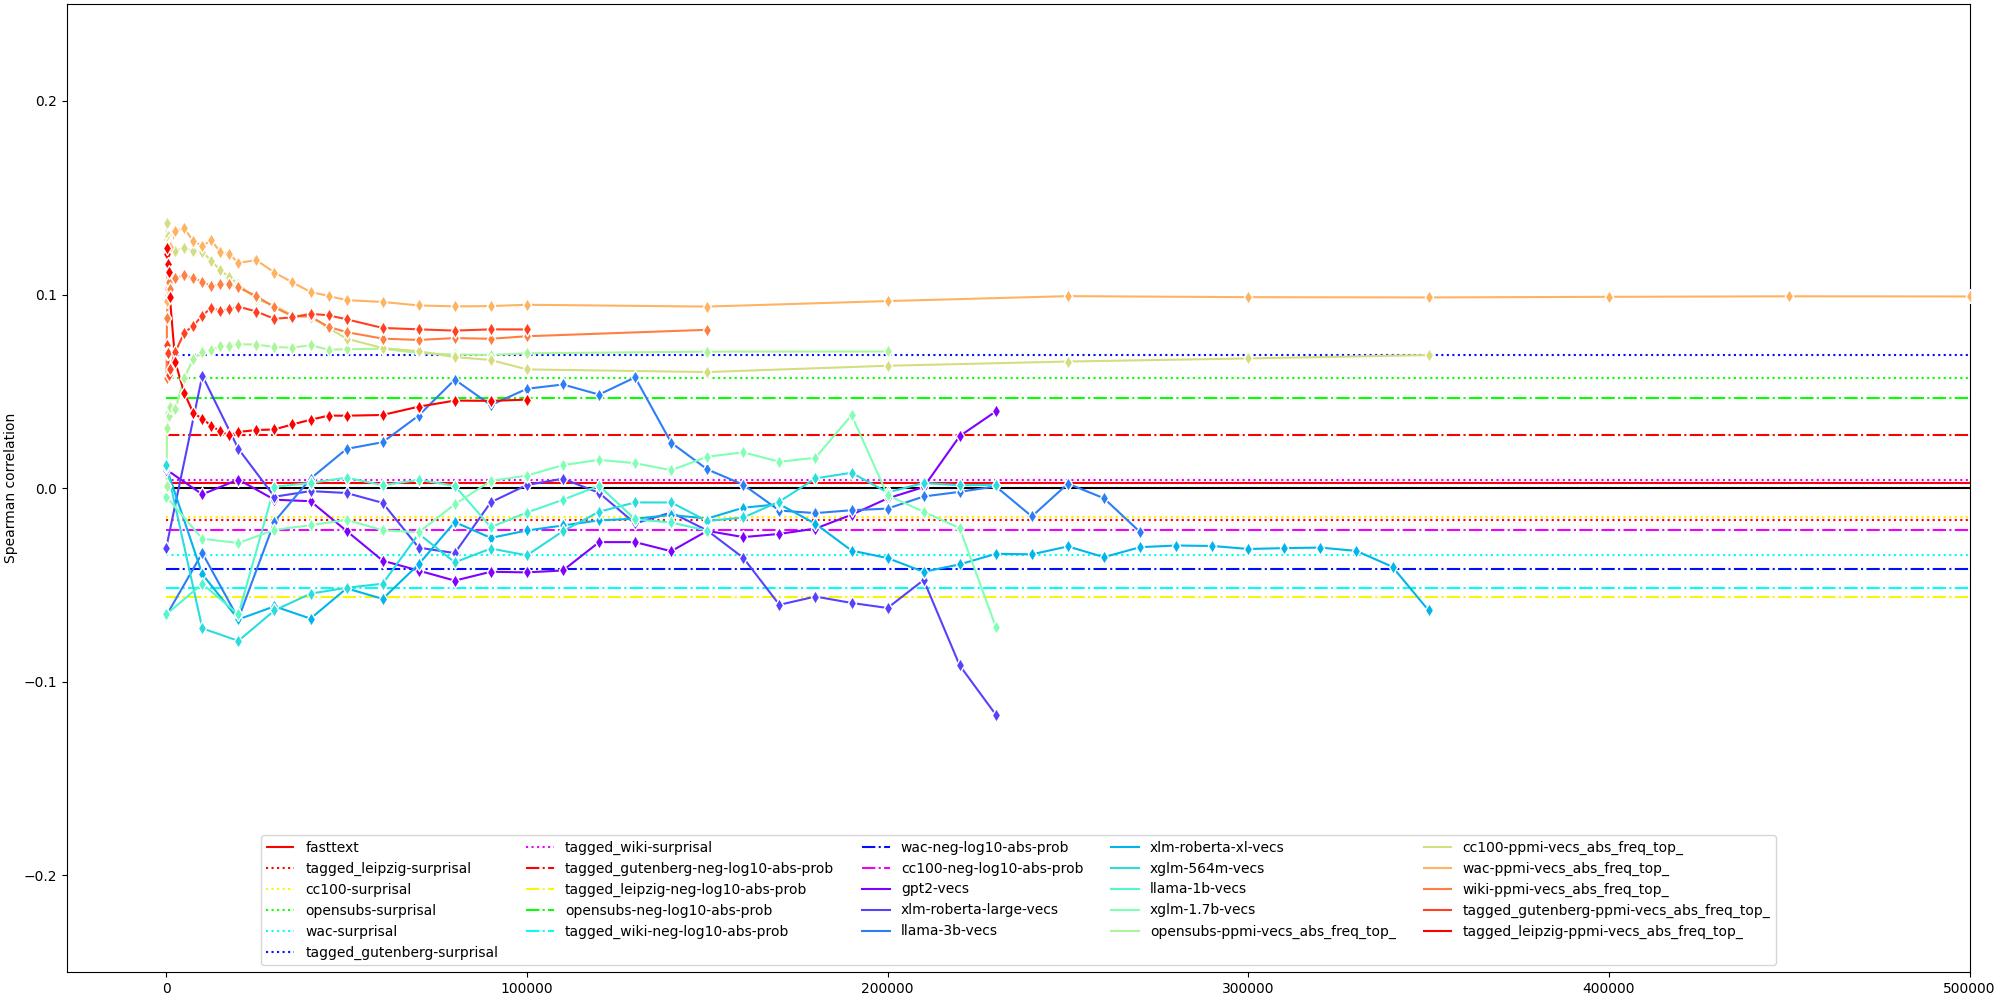 0.2
0.1
0.0
−0.1
−0.2
Spearman correlation
fasttext
tagged_leipzig-surprisal
cc100-surprisal
opensubs-surprisal
wac-surprisal
tagged_gutenberg-surprisal
tagged_wiki-surprisal
tagged_gutenberg-neg-log10-abs-prob
tagged_leipzig-neg-log10-abs-prob
opensubs-neg-log10-abs-prob
tagged_wiki-neg-log10-abs-prob
wac-neg-log10-abs-prob
cc100-neg-log10-abs-prob
gpt2-vecs
xlm-roberta-large-vecs
llama-3b-vecs
xlm-roberta-xl-vecs
xglm-564m-vecs
llama-1b-vecs
xglm-1.7b-vecs
opensubs-ppmi-vecs_abs_freq_top_
cc100-ppmi-vecs_abs_freq_top_
wac-ppmi-vecs_abs_freq_top_
wiki-ppmi-vecs_abs_freq_top_
tagged_gutenberg-ppmi-vecs_abs_freq_top_
tagged_leipzig-ppmi-vecs_abs_freq_top_
0 100000 200000 300000 400000 500000